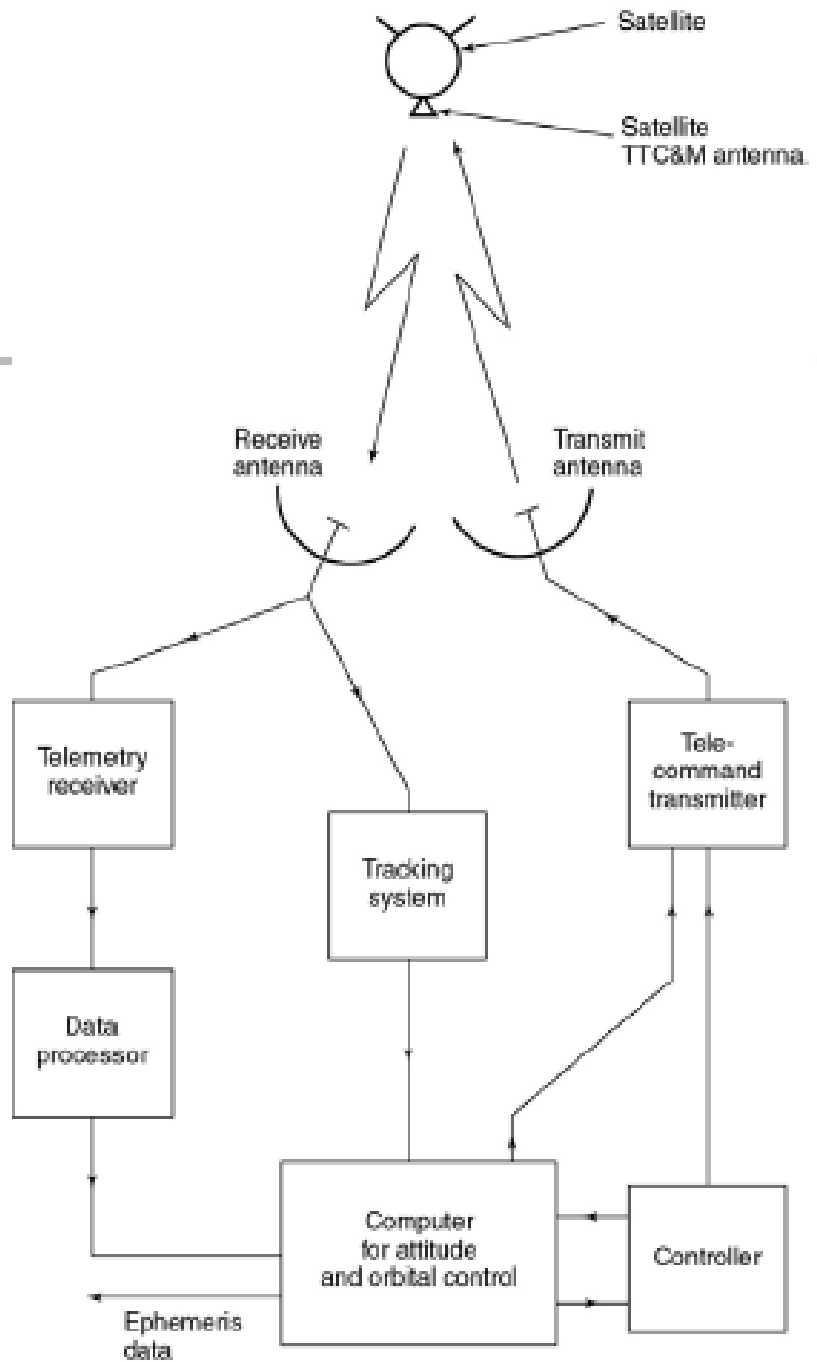 Satellite
Satellite
TTC&M antenna.
Receive
antenna
Transmit
antenna
Telemetry
receiver
Tele-
command
transmitter
Tracking
system
Data
processor
Computer
for attitude
and orbital control
Controller
Ephemeris
data